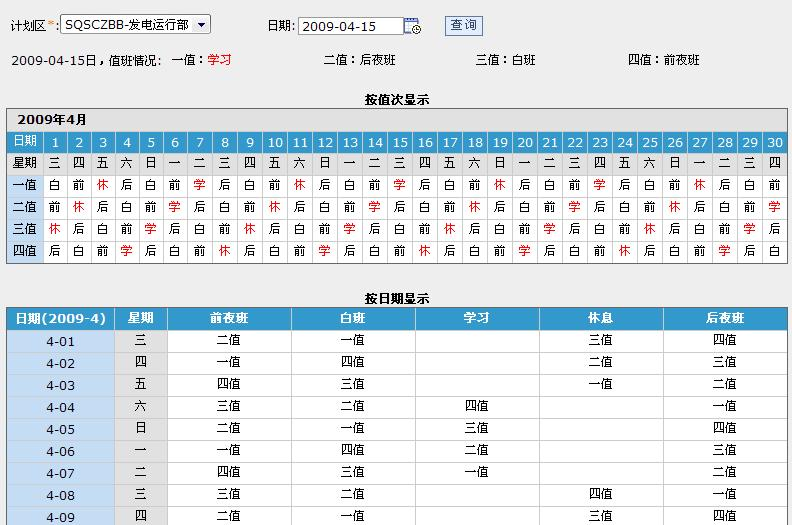 计划区*: SQSCZBB-发电运行部 日期: 2009-04-15 查询
2009-04-15日，值班情况: 一值：学习 二值：后夜班 三值：白班 四值：前夜班
按值次显示
2009年4月
日期 1 2 3 4 5 6 7 8 9 10 11 12 13 14 15 16 17 18 19 20 21 22 23 24 25 26 27 28 29 30
星期 三 四 五 六 日 一 二 三 四 五 六 日 一 二 三 四 五 六 日 一 二 三 四 五 六 日 一 二 三 四
一值 白 前 休 后 白 前 学 后 白 前 休 后 白 前 学 后 白 前 休 后 白 前 学 后 白 前 休 后 白 前
二值 前 休 后 白 前 学 后 白 前 休 后 白 前 学 后 白 前 休 后 白 前 学 后 白 前 休 后 白 前 学
三值 休 后 白 前 学 后 白 前 休 后 白 前 学 后 白 前 休 后 白 前 学 后 白 前 休 后 白 前 学 后
四值 后 白 前 学 后 白 前 休 后 白 前 学 后 白 前 休 后 白 前 学 后 白 前 休 后 白 前 学 后 白
按日期显示
日期(2009-4) 星期 前夜班 白班 学习 休息 后夜班
4-01 三 二值 一值 三值 四值
4-02 四 一值 四值 二值 三值
4-03 五 四值 三值 一值 二值
4-04 六 三值 二值 四值 一值
4-05 日 二值 一值 三值 四值
4-06 一 一值 四值 二值 三值
4-07 二 四值 三值 一值 二值
4-08 三 三值 二值 四值 一值
4-09 四 二值 一值 三值 四值